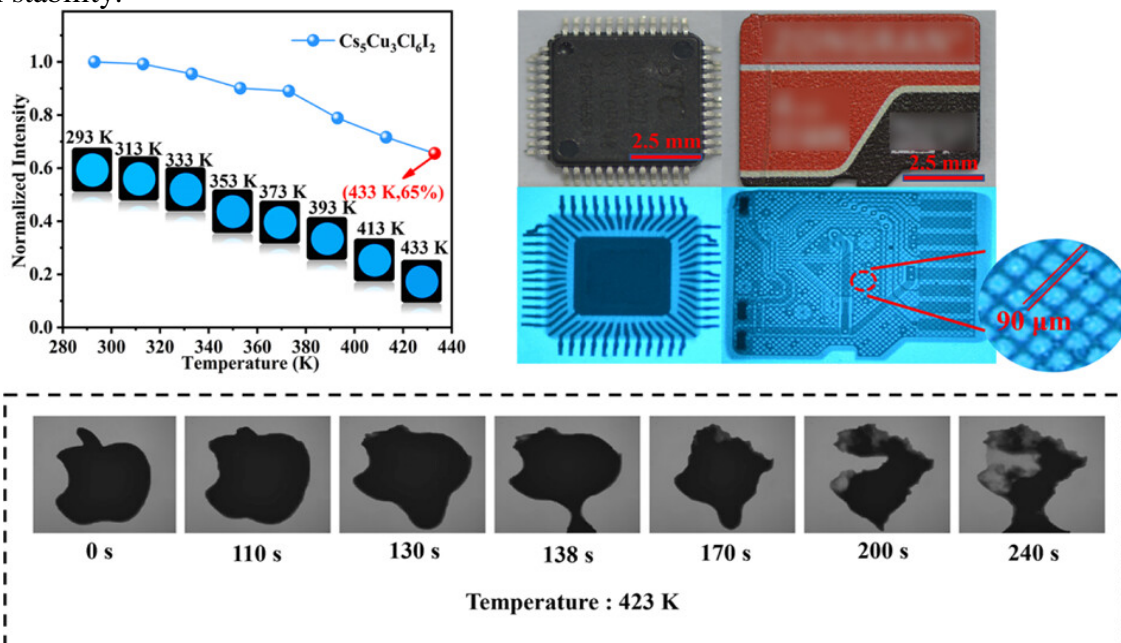 stability.
Cs₅Cu₃Cl₆I₂
Normalized Intensity
1.0
0.8
0.6
0.4
0.2
0.0
293 K
313 K
333 K
353 K
373 K
393 K
413 K
433 K
(433 K,65%)
280 300 320 340 360 380 400 420 440
Temperature (K)
2.5 mm
2.5 mm
90 μm
0 s
110 s
130 s
138 s
170 s
200 s
240 s
Temperature : 423 K